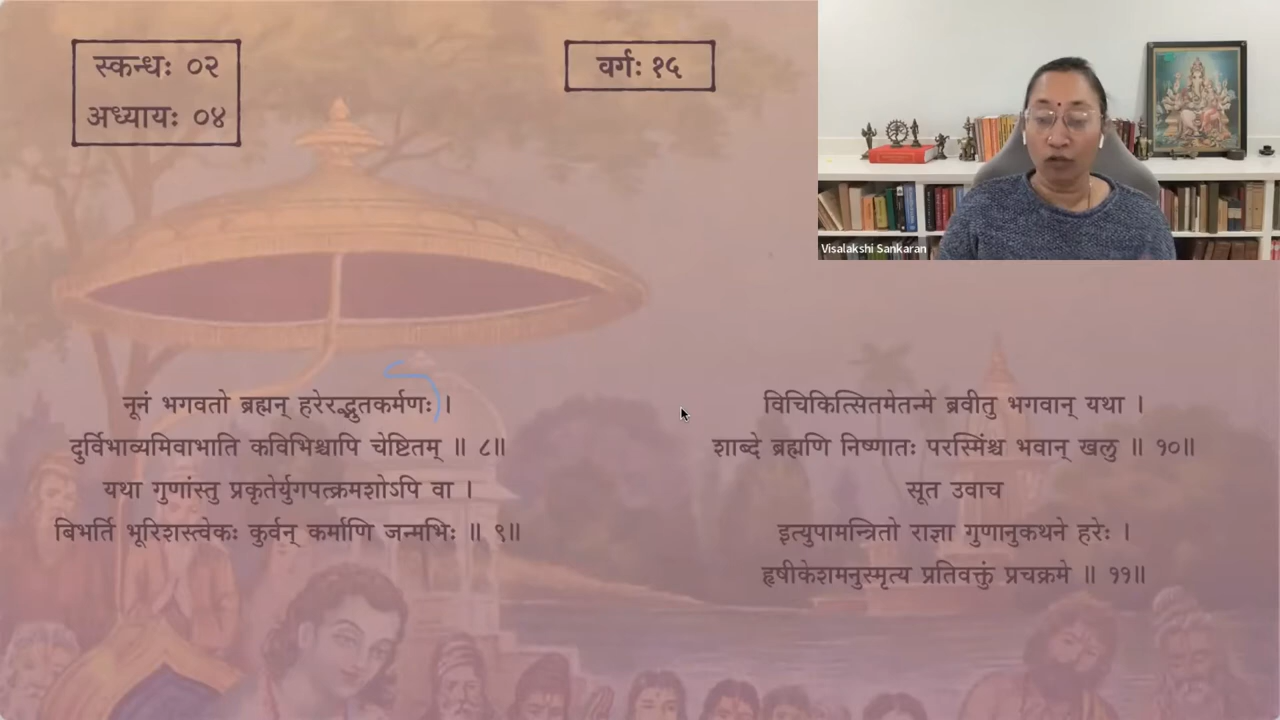 स्कन्धः ०२
अध्यायः ०४
वर्गः १५
Visalakshi Sankaran
नूनं भगवतो ब्रह्मन् हरेरद्भुतकर्मणः ।
दुर्विभाव्यमिवाभाति कविभिश्चापि चेष्टितम् ॥ ८॥
यथा गुणांस्तु प्रकृतेर्युगपत्क्रमशोऽपि वा ।
बिभर्ति भूरिशस्त्वेकः कुर्वन् कर्माणि जन्मभिः ॥ ९॥
विचिकित्सितमेतन्मे ब्रवीतु भगवान् यथा ।
शाब्दे ब्रह्मणि निष्णातः परस्मिंश्च भवान् खलु ॥ १०॥
सूत उवाच
इत्युपामन्त्रितो राज्ञा गुणानुकथने हरेः ।
हृषीकेशमनुस्मृत्य प्रतिवक्तुं प्रचक्रमे ॥ ११॥